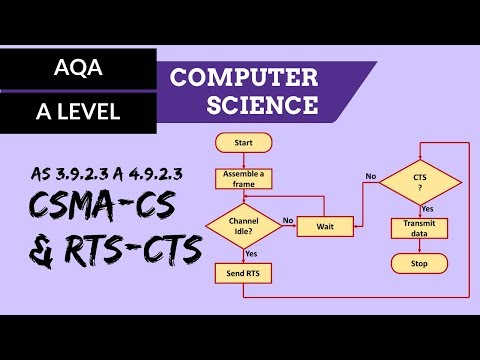 AQA
A LEVEL
COMPUTER
SCIENCE
AS 3.9.2.3 A 4.9.2.3
CSMA-CS
& RTS-CTS
Start
Assemble a
frame
Channel
Idle?
No
Wait
Yes
Send RTS
No
CTS
?
Yes
Transmit
data
Stop